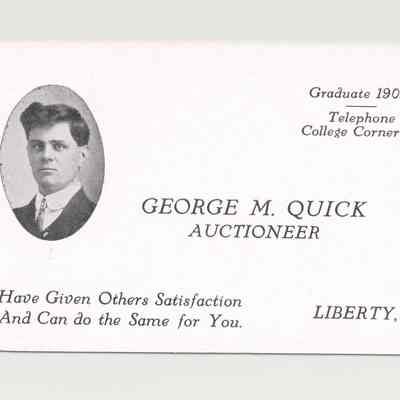 Graduate 190
Telephone
College Corner
GEORGE M. QUICK
AUCTIONEER
Have Given Others Satisfaction
And Can do the Same for You.
LIBERTY,